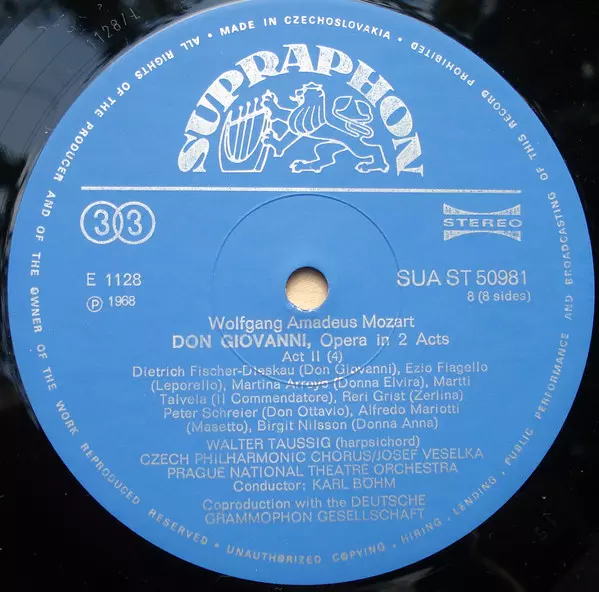 ALL RIGHTS OF THE PRODUCER AND OF THE OWNER OF THE WORK REPRODUCED RESERVED • UNAUTHORIZED COPYING, HIRING, LENDING, PUBLIC PERFORMANCE AND BROADCASTING OF THIS RECORD PROHIBITED • MADE IN CZECHOSLOVAKIA •
SUPRAPHON
33
STEREO
E 1128
SUA ST 50981
Ⓟ 1968
8 (8 sides)
Wolfgang Amadeus Mozart
DON GIOVANNI, Opera in 2 Acts
Act II (4)
Dietrich Fischer-Dieskau (Don Giovanni), Ezio Flagello
(Leporello), Martina Arroyo (Donna Elvira), Martti
Talvela (Il Commendatore), Reri Grist (Zerlina)
Peter Schreier (Don Ottavio), Alfredo Mariotti
(Masetto), Birgit Nilsson (Donna Anna)
WALTER TAUSSIG (harpsichord)
CZECH PHILHARMONIC CHORUS/JOSEF VESELKA
PRAGUE NATIONAL THEATRE ORCHESTRA
Conductor: KARL BÖHM
Coproduction with the DEUTSCHE
GRAMMOPHON GESELLSCHAFT